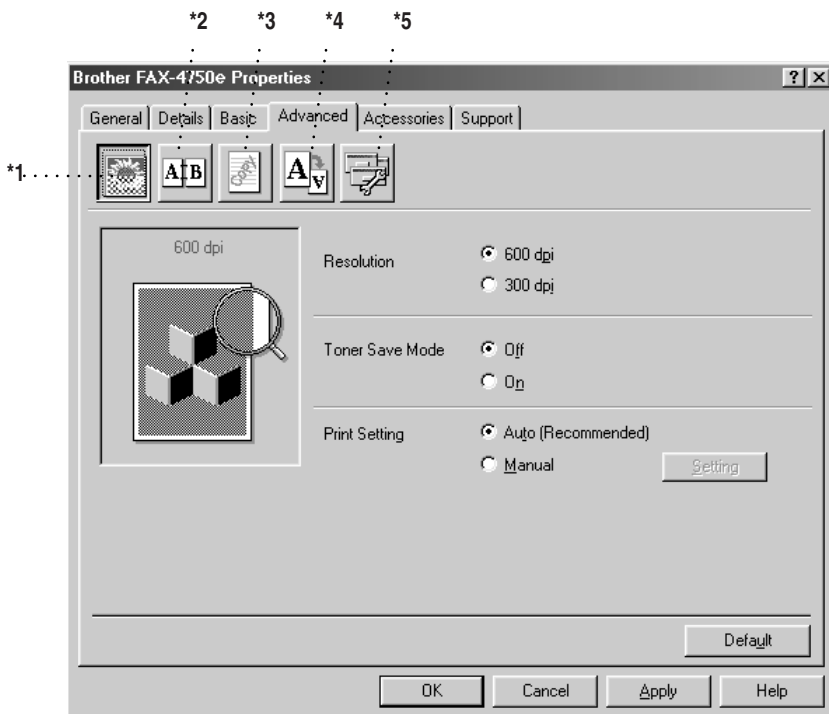 *2 *3 *4 *5
Brother FAX-4750e Properties
General Details Basic Advanced Accessories Support
*1
A B COPY A A
600 dpi
Resolution
600 dpi
300 dpi
Toner Save Mode
Off
On
Print Setting
Auto (Recommended)
Manual
Setting
Default
OK Cancel Apply Help